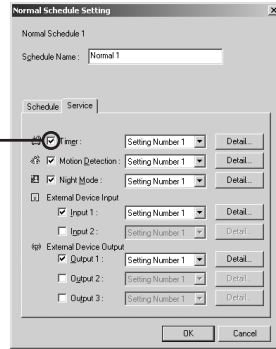 Normal Schedule Setting
Normal Schedule 1
Schedule Name : Normal 1
Schedule Service
Timer : Setting Number 1 Detail...
Motion Detection : Setting Number 1 Detail...
Night Mode : Setting Number 1 Detail...
External Device Input
Input 1 : Setting Number 1 Detail...
Input 2 : Setting Number 1 Detail...
External Device Output
Output 1 : Setting Number 1 Detail...
Output 2 : Setting Number 1 Detail...
Output 3 : Setting Number 1 Detail...
OK Cancel